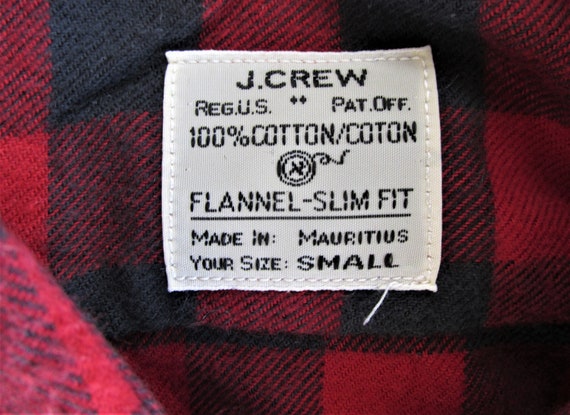 J.CREW
REG.U.S. " PAT.OFF.
100% COTTON/COTON
FLANNEL-SLIM FIT
MADE IN: MAURITIUS
YOUR SIZE: SMALL